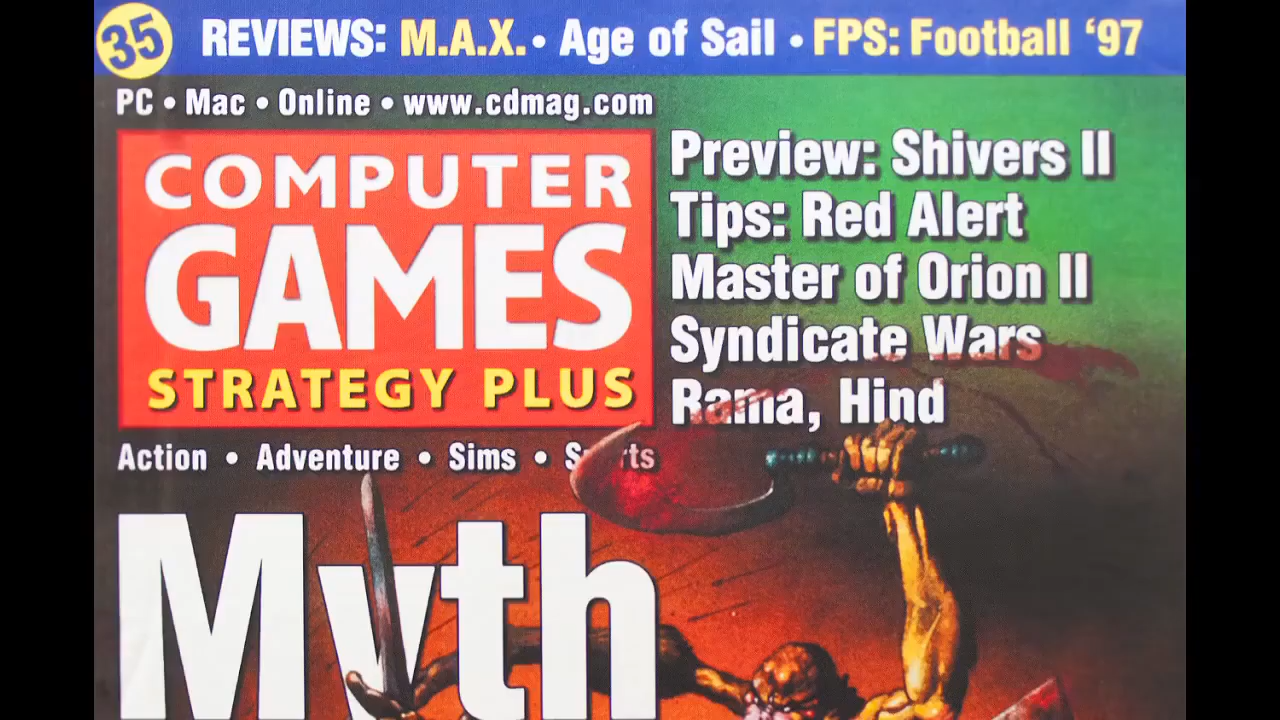 35 REVIEWS: M.A.X. • Age of Sail • FPS: Football ‘97
PC • Mac • Online • www.cdmag.com
COMPUTER
GAMES
STRATEGY PLUS
Preview: Shivers II
Tips: Red Alert
Master of Orion II
Syndicate Wars
Rama, Hind
Action • Adventure • Sims • Sports
Myth